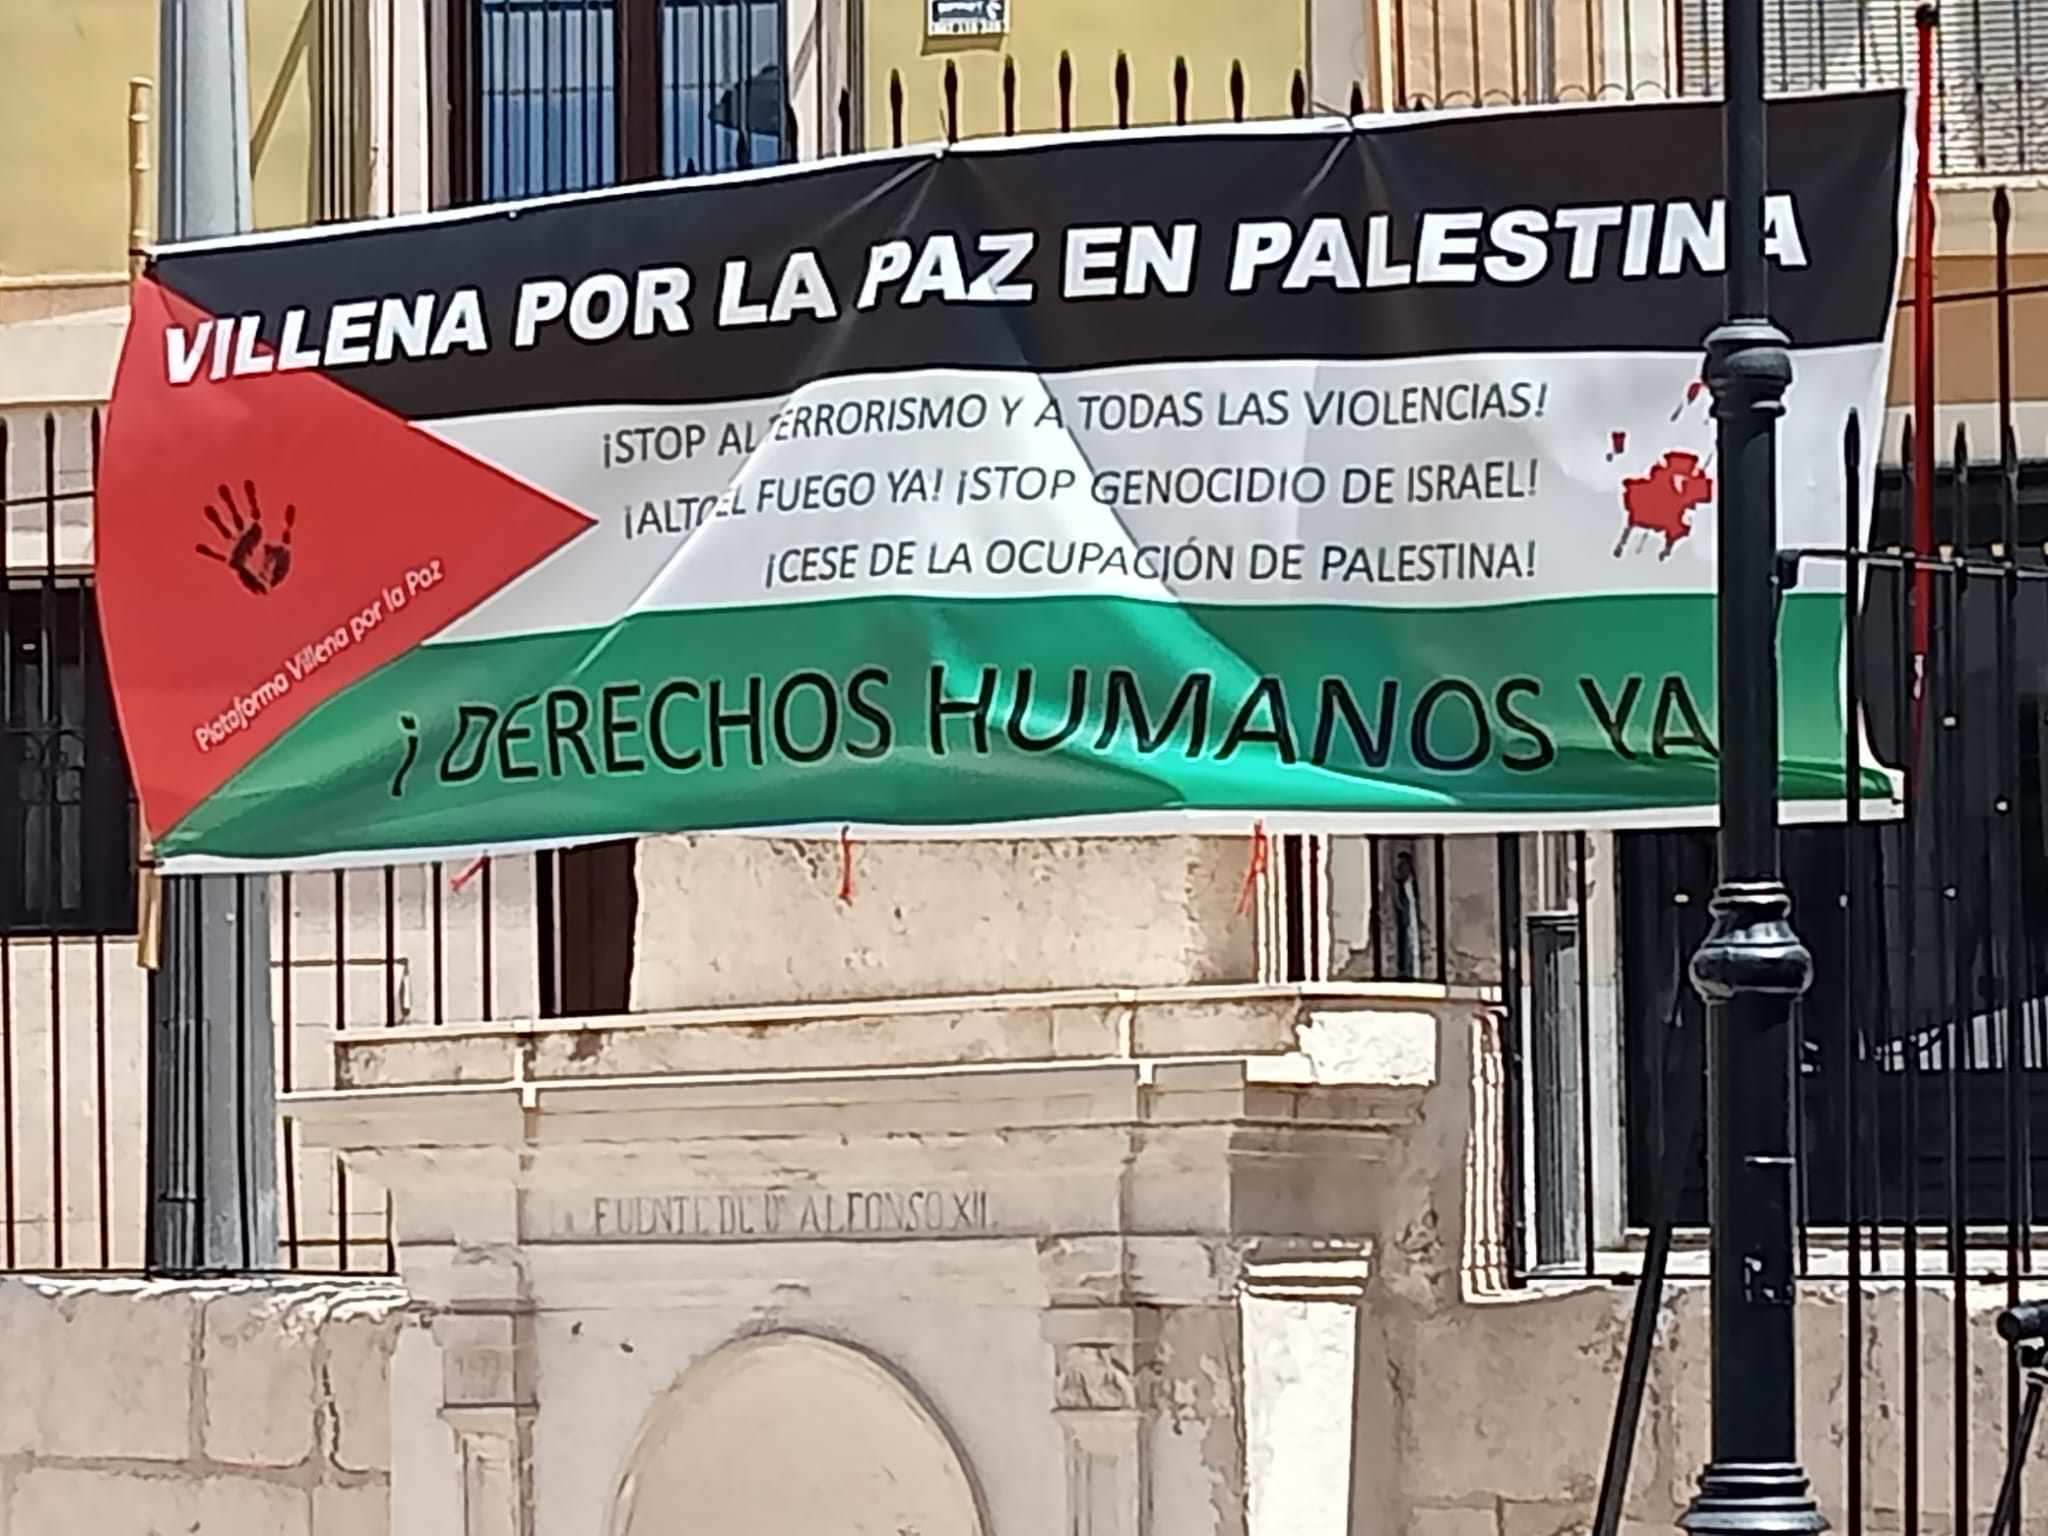 VILLENA POR LA PAZ EN PALESTINA
¡STOP AL TERRORISMO Y A TODAS LAS VIOLENCIAS!
¡ALTO EL FUEGO YA! ¡STOP GENOCIDIO DE ISRAEL!
¡CESE DE LA OCUPACIÓN DE PALESTINA!
Plataforma Villena por la Paz
¡DERECHOS HUMANOS YA
FUENTE DE Dº ALFONSO XII.